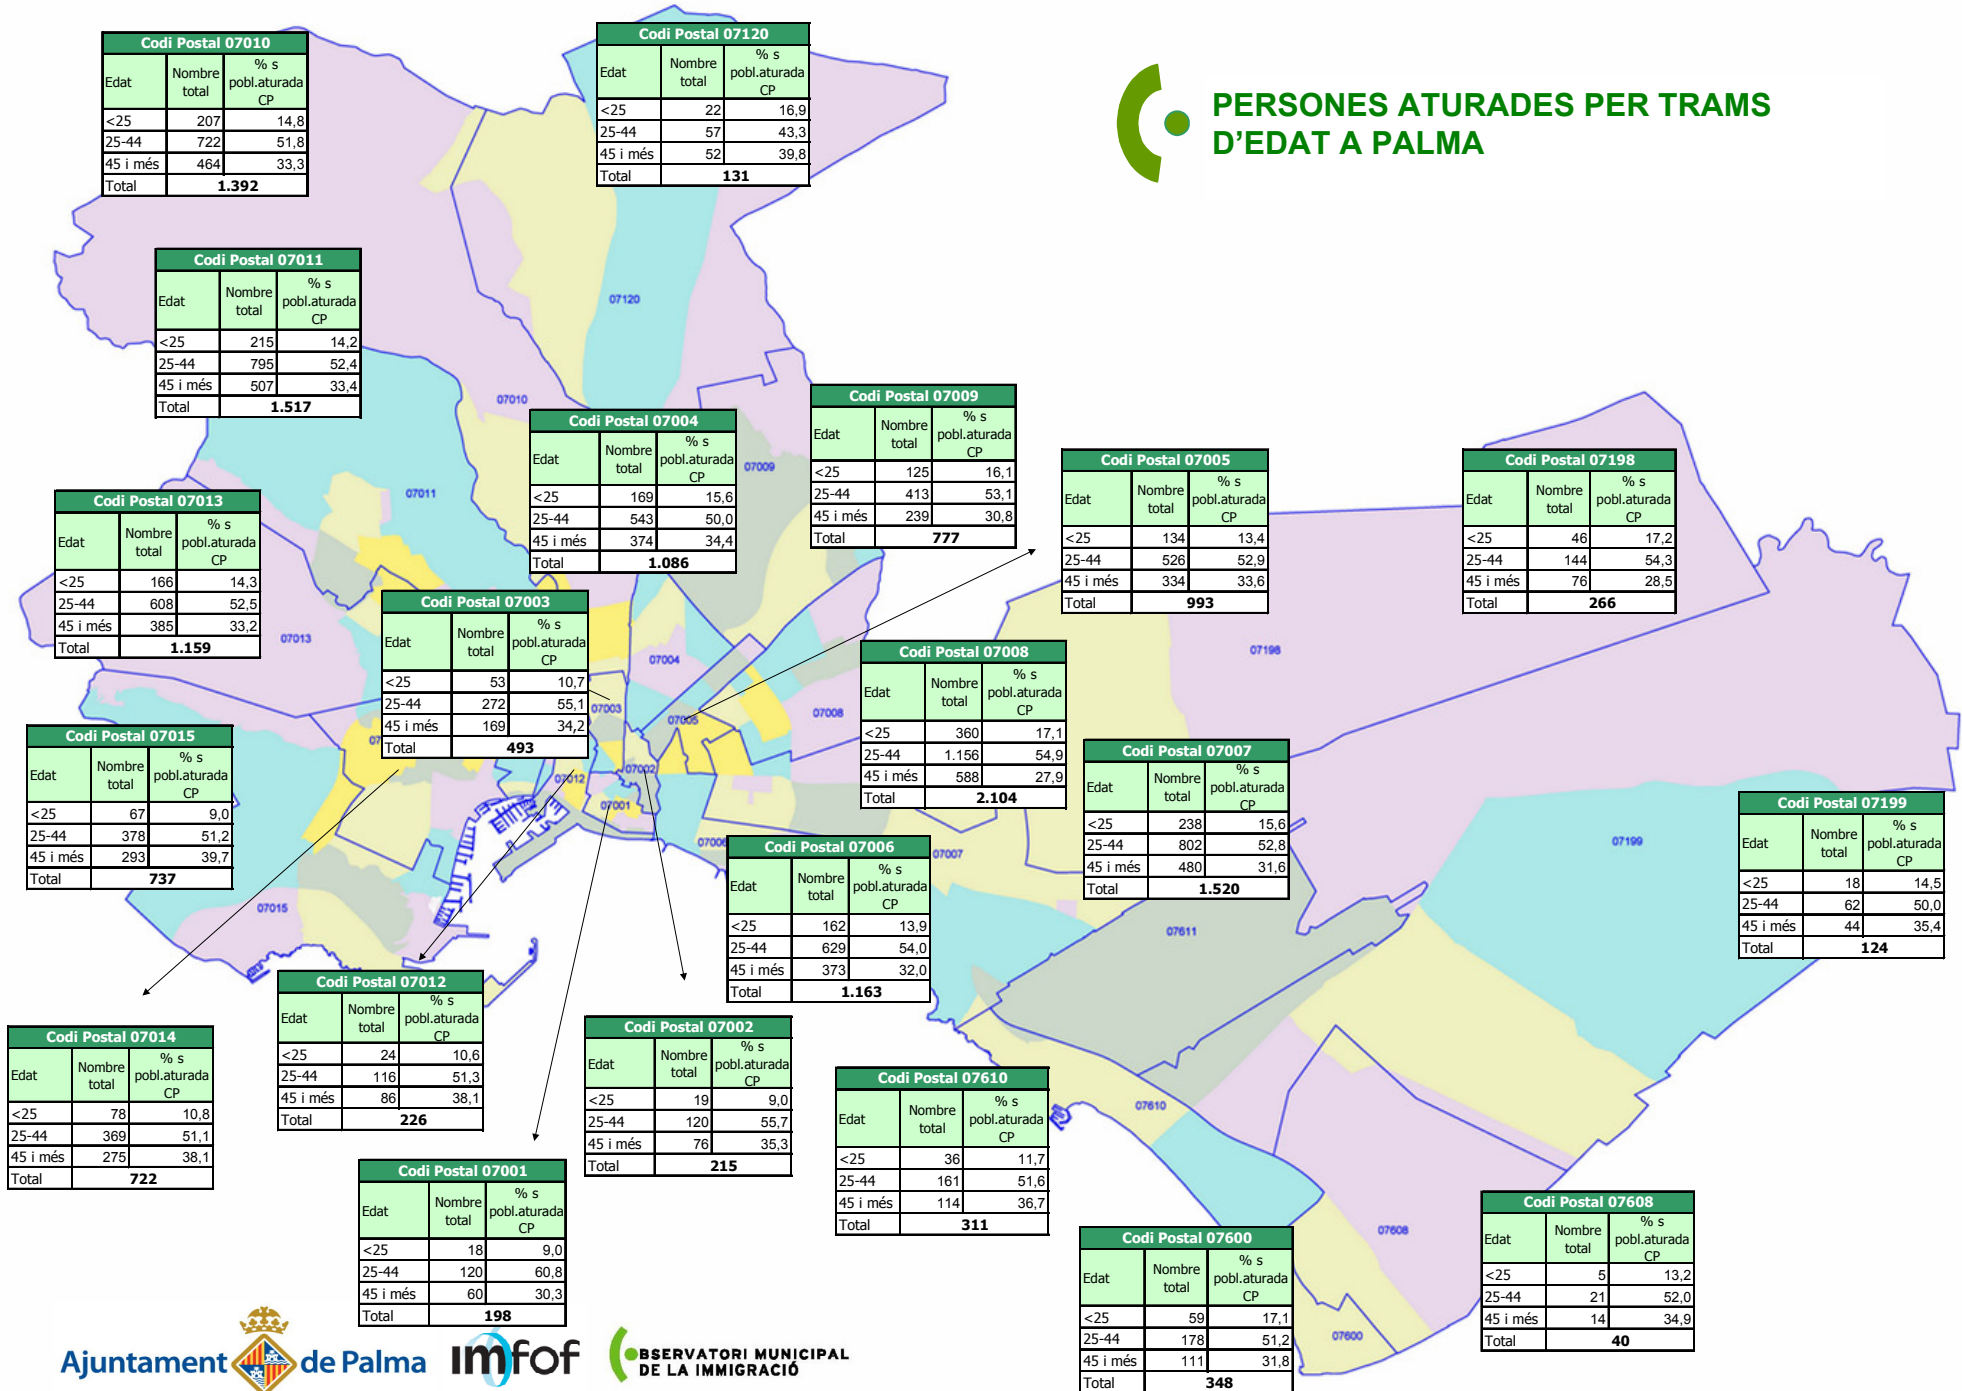 PERSONES ATURADES PER TRAMS
D'EDAT A PALMA
Codi Postal 07010
Edat Nombre total % s pobl.aturada CP
<25 207 14,8
25-44 722 51,8
45 i més 464 33,3
Total 1.392
Codi Postal 07120
Edat Nombre total % s pobl.aturada CP
<25 22 16,9
25-44 57 43,3
45 i més 52 39,8
Total 131
Codi Postal 07011
Edat Nombre total % s pobl.aturada CP
<25 215 14,2
25-44 795 52,4
45 i més 507 33,4
Total 1.517
Codi Postal 07004
Edat Nombre total % s pobl.aturada CP
<25 169 15,6
25-44 543 50,0
45 i més 374 34,4
Total 1.086
Codi Postal 07009
Edat Nombre total % s pobl.aturada CP
<25 125 16,1
25-44 413 53,1
45 i més 239 30,8
Total 777
Codi Postal 07005
Edat Nombre total % s pobl.aturada CP
<25 134 13,4
25-44 526 52,9
45 i més 334 33,6
Total 993
Codi Postal 07198
Edat Nombre total % s pobl.aturada CP
<25 46 17,2
25-44 144 54,3
45 i més 76 28,5
Total 266
Codi Postal 07013
Edat Nombre total % s pobl.aturada CP
<25 166 14,3
25-44 608 52,5
45 i més 385 33,2
Total 1.159
Codi Postal 07003
Edat Nombre total % s pobl.aturada CP
<25 53 10,7
25-44 272 55,1
45 i més 169 34,2
Total 493
Codi Postal 07008
Edat Nombre total % s pobl.aturada CP
<25 360 17,1
25-44 1.156 54,9
45 i més 588 27,9
Total 2.104
Codi Postal 07015
Edat Nombre total % s pobl.aturada CP
<25 67 9,0
25-44 378 51,2
45 i més 293 39,7
Total 737
Codi Postal 07007
Edat Nombre total % s pobl.aturada CP
<25 238 15,6
25-44 802 52,8
45 i més 480 31,6
Total 1.520
Codi Postal 07199
Edat Nombre total % s pobl.aturada CP
<25 18 14,5
25-44 62 50,0
45 i més 44 35,4
Total 124
Codi Postal 07006
Edat Nombre total % s pobl.aturada CP
<25 162 13,9
25-44 629 54,0
45 i més 373 32,0
Total 1.163
Codi Postal 07012
Edat Nombre total % s pobl.aturada CP
<25 24 10,6
25-44 116 51,3
45 i més 86 38,1
Total 226
Codi Postal 07014
Edat Nombre total % s pobl.aturada CP
<25 78 10,8
25-44 369 51,1
45 i més 275 38,1
Total 722
Codi Postal 07002
Edat Nombre total % s pobl.aturada CP
<25 19 9,0
25-44 120 55,7
45 i més 76 35,3
Total 215
Codi Postal 07610
Edat Nombre total % s pobl.aturada CP
<25 36 11,7
25-44 161 51,6
45 i més 114 36,7
Total 311
Codi Postal 07001
Edat Nombre total % s pobl.aturada CP
<25 18 9,0
25-44 120 60,8
45 i més 60 30,3
Total 198
Codi Postal 07600
Edat Nombre total % s pobl.aturada CP
<25 59 17,1
25-44 178 51,2
45 i més 111 31,8
Total 348
Codi Postal 07608
Edat Nombre total % s pobl.aturada CP
<25 5 13,2
25-44 21 52,0
45 i més 14 34,9
Total 40
07120
07010
07009
07011
07013
07004
07198
07003
07005
07008
07012
07002
07001
07006
07007
07199
07015
07611
07610
07608
07600
Ajuntament de Palma
imfof
OBSERVATORI MUNICIPAL
DE LA IMMIGRACIÓ